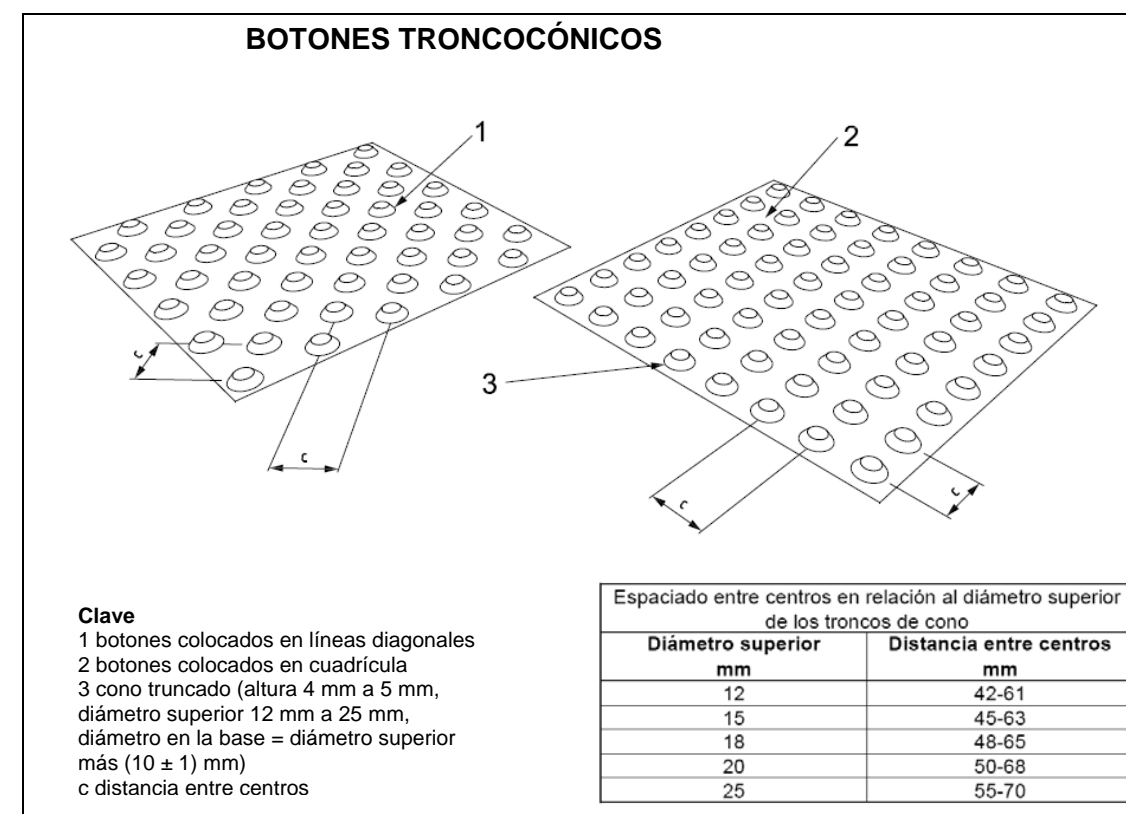 BOTONES TRONCOCÓNICOS
1
2
3
c
c
c
c
Clave
1 botones colocados en líneas diagonales
2 botones colocados en cuadrícula
3 cono truncado (altura 4 mm a 5 mm,
diámetro superior 12 mm a 25 mm,
diámetro en la base = diámetro superior
más (10 ± 1) mm)
c distancia entre centros
Espaciado entre centros en relación al diámetro superior
de los troncos de cono
Diámetro superior Distancia entre centros
mm mm
12 42-61
15 45-63
18 48-65
20 50-68
25 55-70